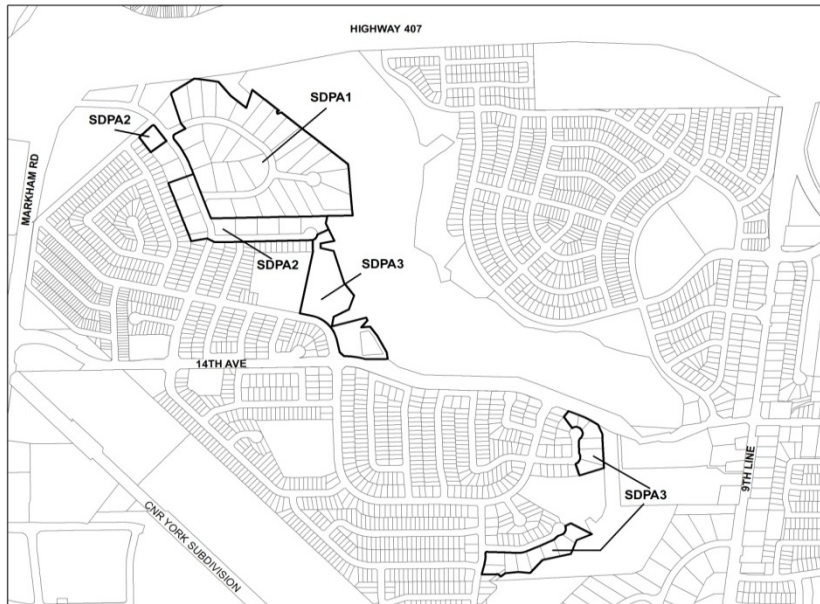 HIGHWAY 407
SDPA1
SDPA2
MARKHAM RD
SDPA2
SDPA3
14TH AVE
9TH LINE
SDPA3
CNR YORK SUBDIVISION